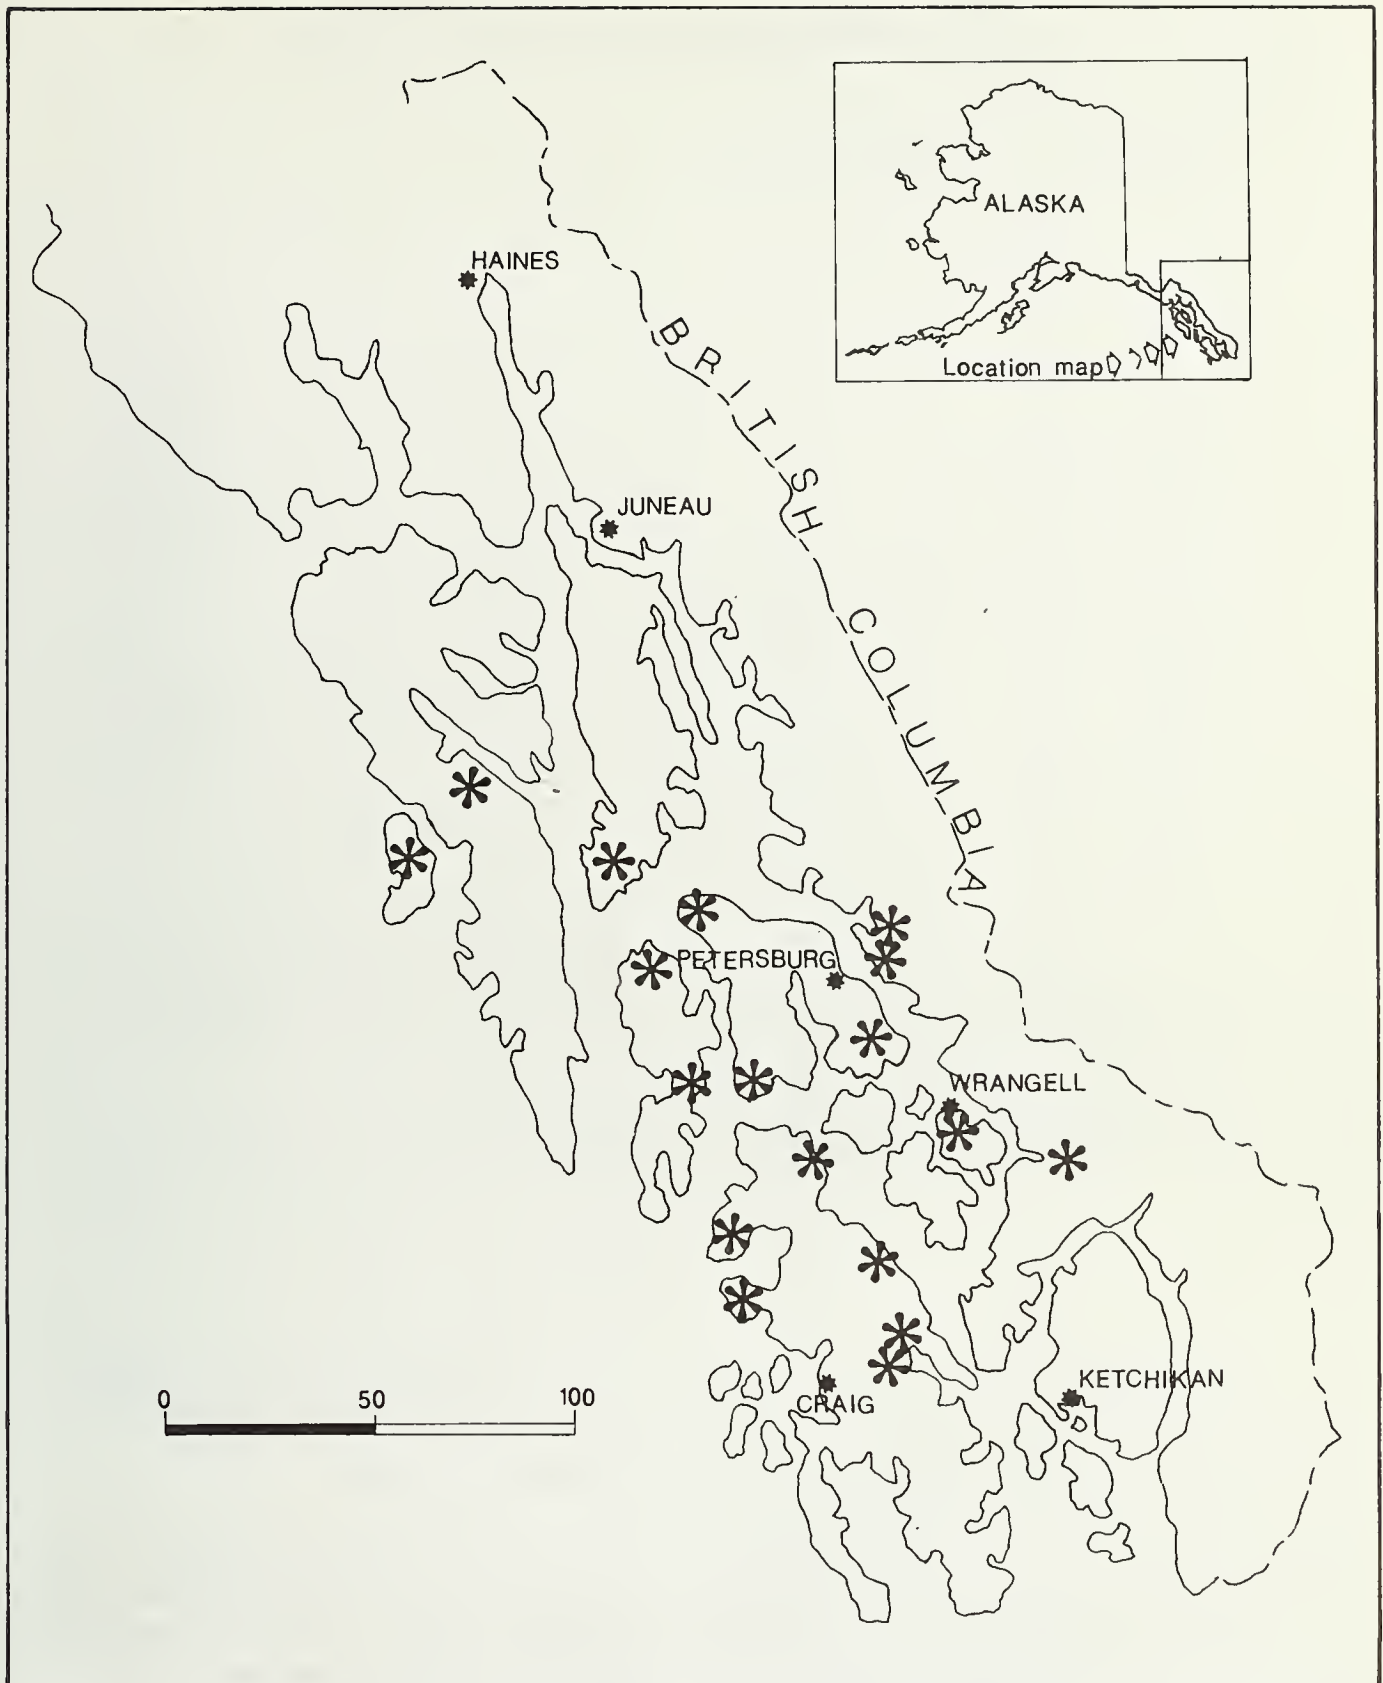 ALASKA
Location map
HAINES
BRITISH COLUMBIA
JUNEAU
PETERSBURG
WRANGELL
KETCHIKAN
CRAIG
0 50 100